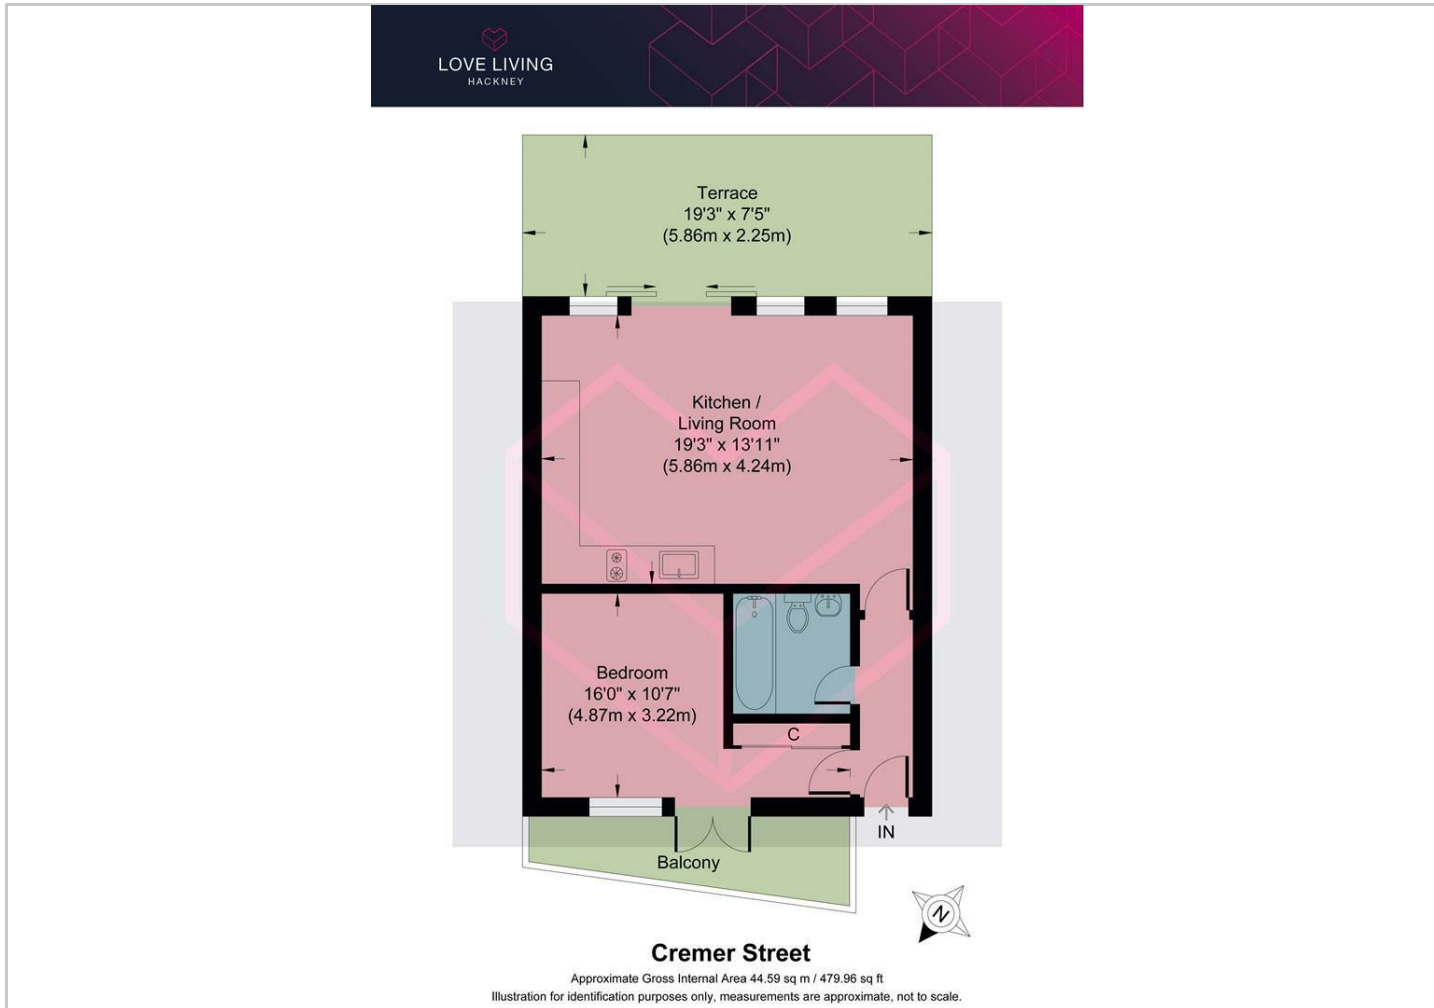 LOVE LIVING
HACKNEY
Terrace
19'3" x 7'5"
(5.86m x 2.25m)
Kitchen /
Living Room
19'3" x 13'11"
(5.86m x 4.24m)
Bedroom
16'0" x 10'7"
(4.87m x 3.22m)
C
IN
Balcony
N
Cremer Street
Approximate Gross Internal Area 44.59 sq m / 479.96 sq ft
Illustration for identification purposes only, measurements are approximate, not to scale.